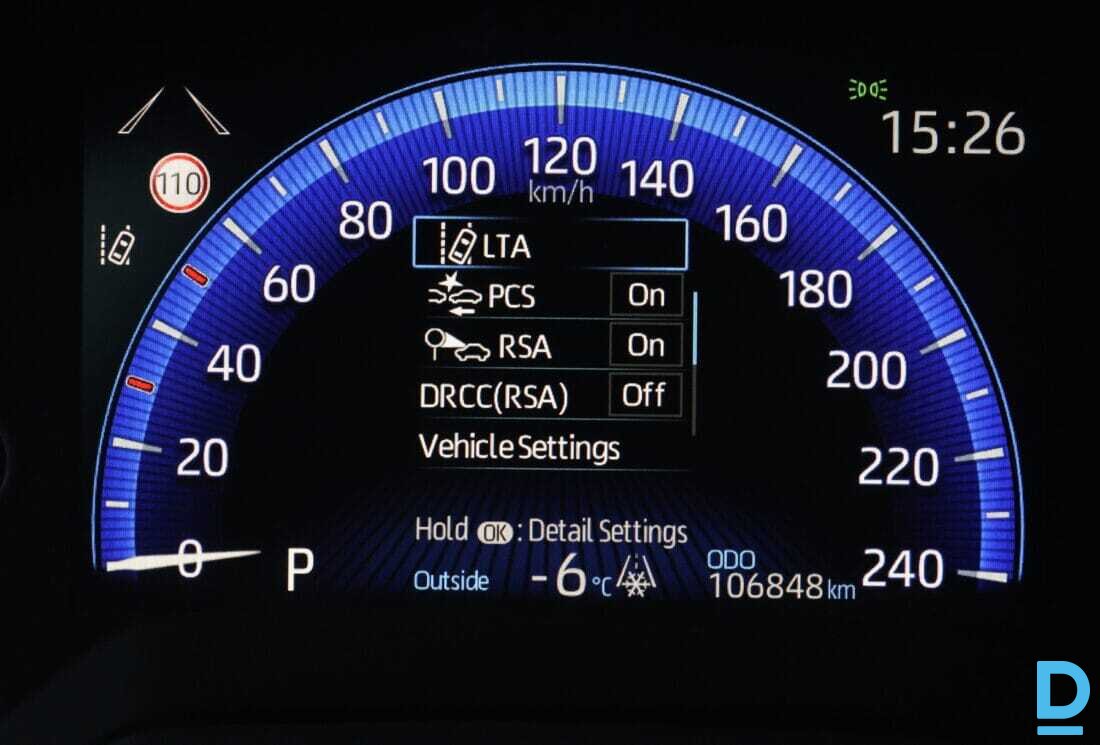 15:26
110
0
20
40
60
80
100
120
140
160
180
200
220
240
km/h
LTA
PCS On
RSA On
DRCC(RSA) Off
Vehicle Settings
Hold OK : Detail Settings
P
Outside -6 °C
ODO
106848 km
D